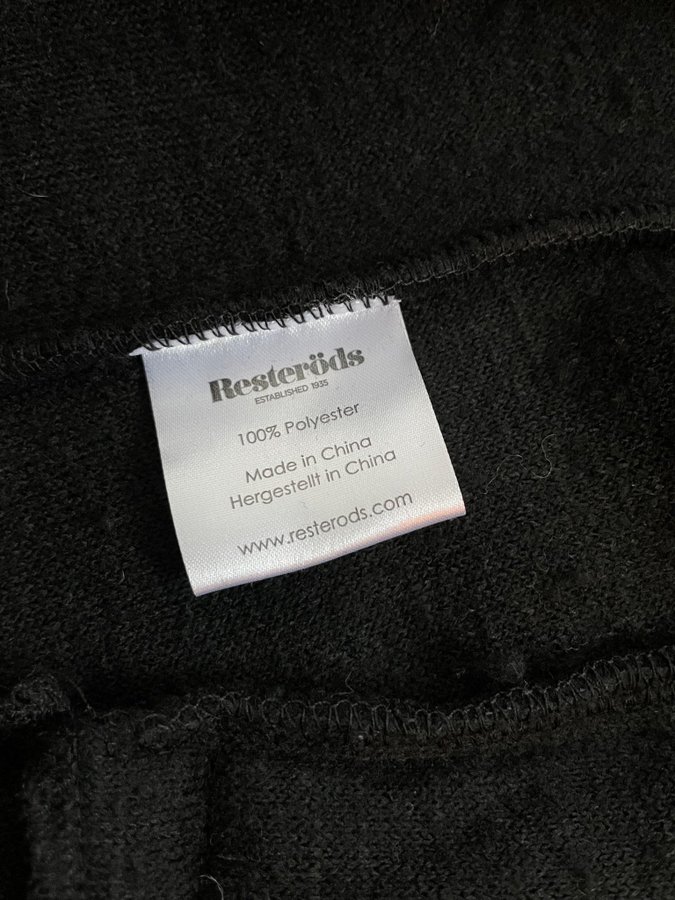 Resteröds
ESTABLISHED 1935
100% Polyester
Made in China
Hergestellt in China
www.resterods.com